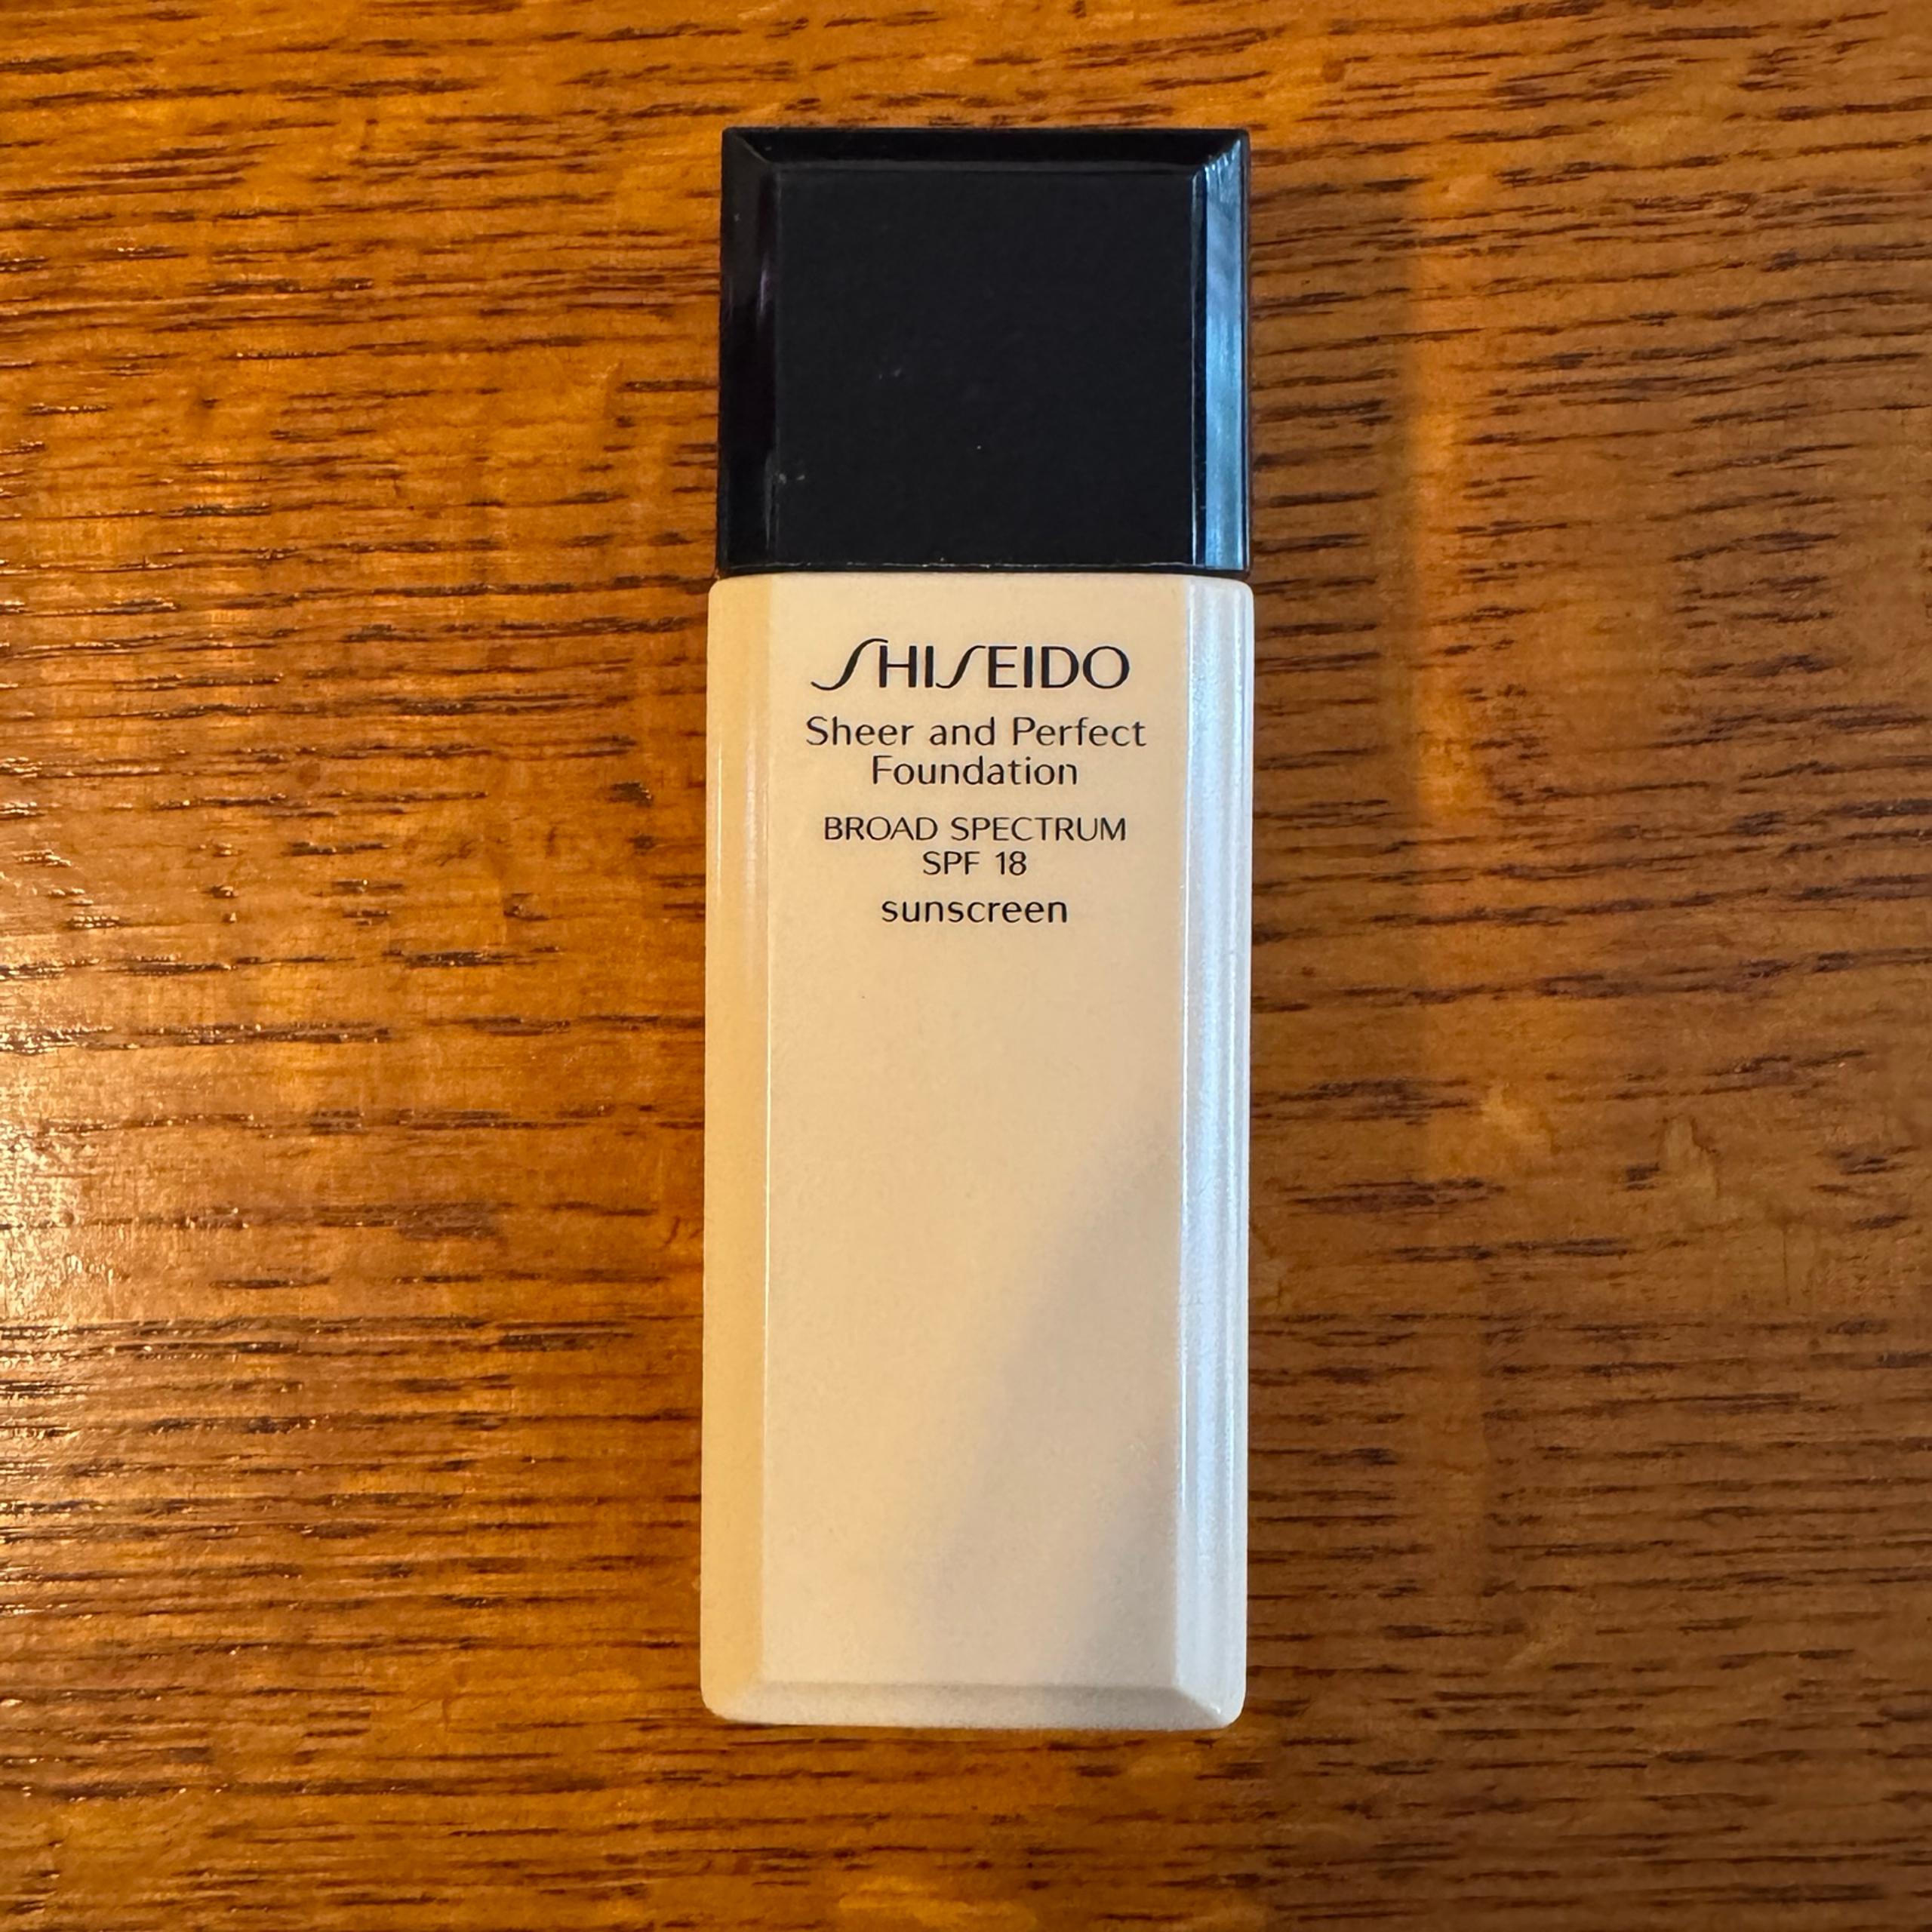 SHISEIDO
Sheer and Perfect
Foundation
BROAD SPECTRUM
SPF 18
sunscreen